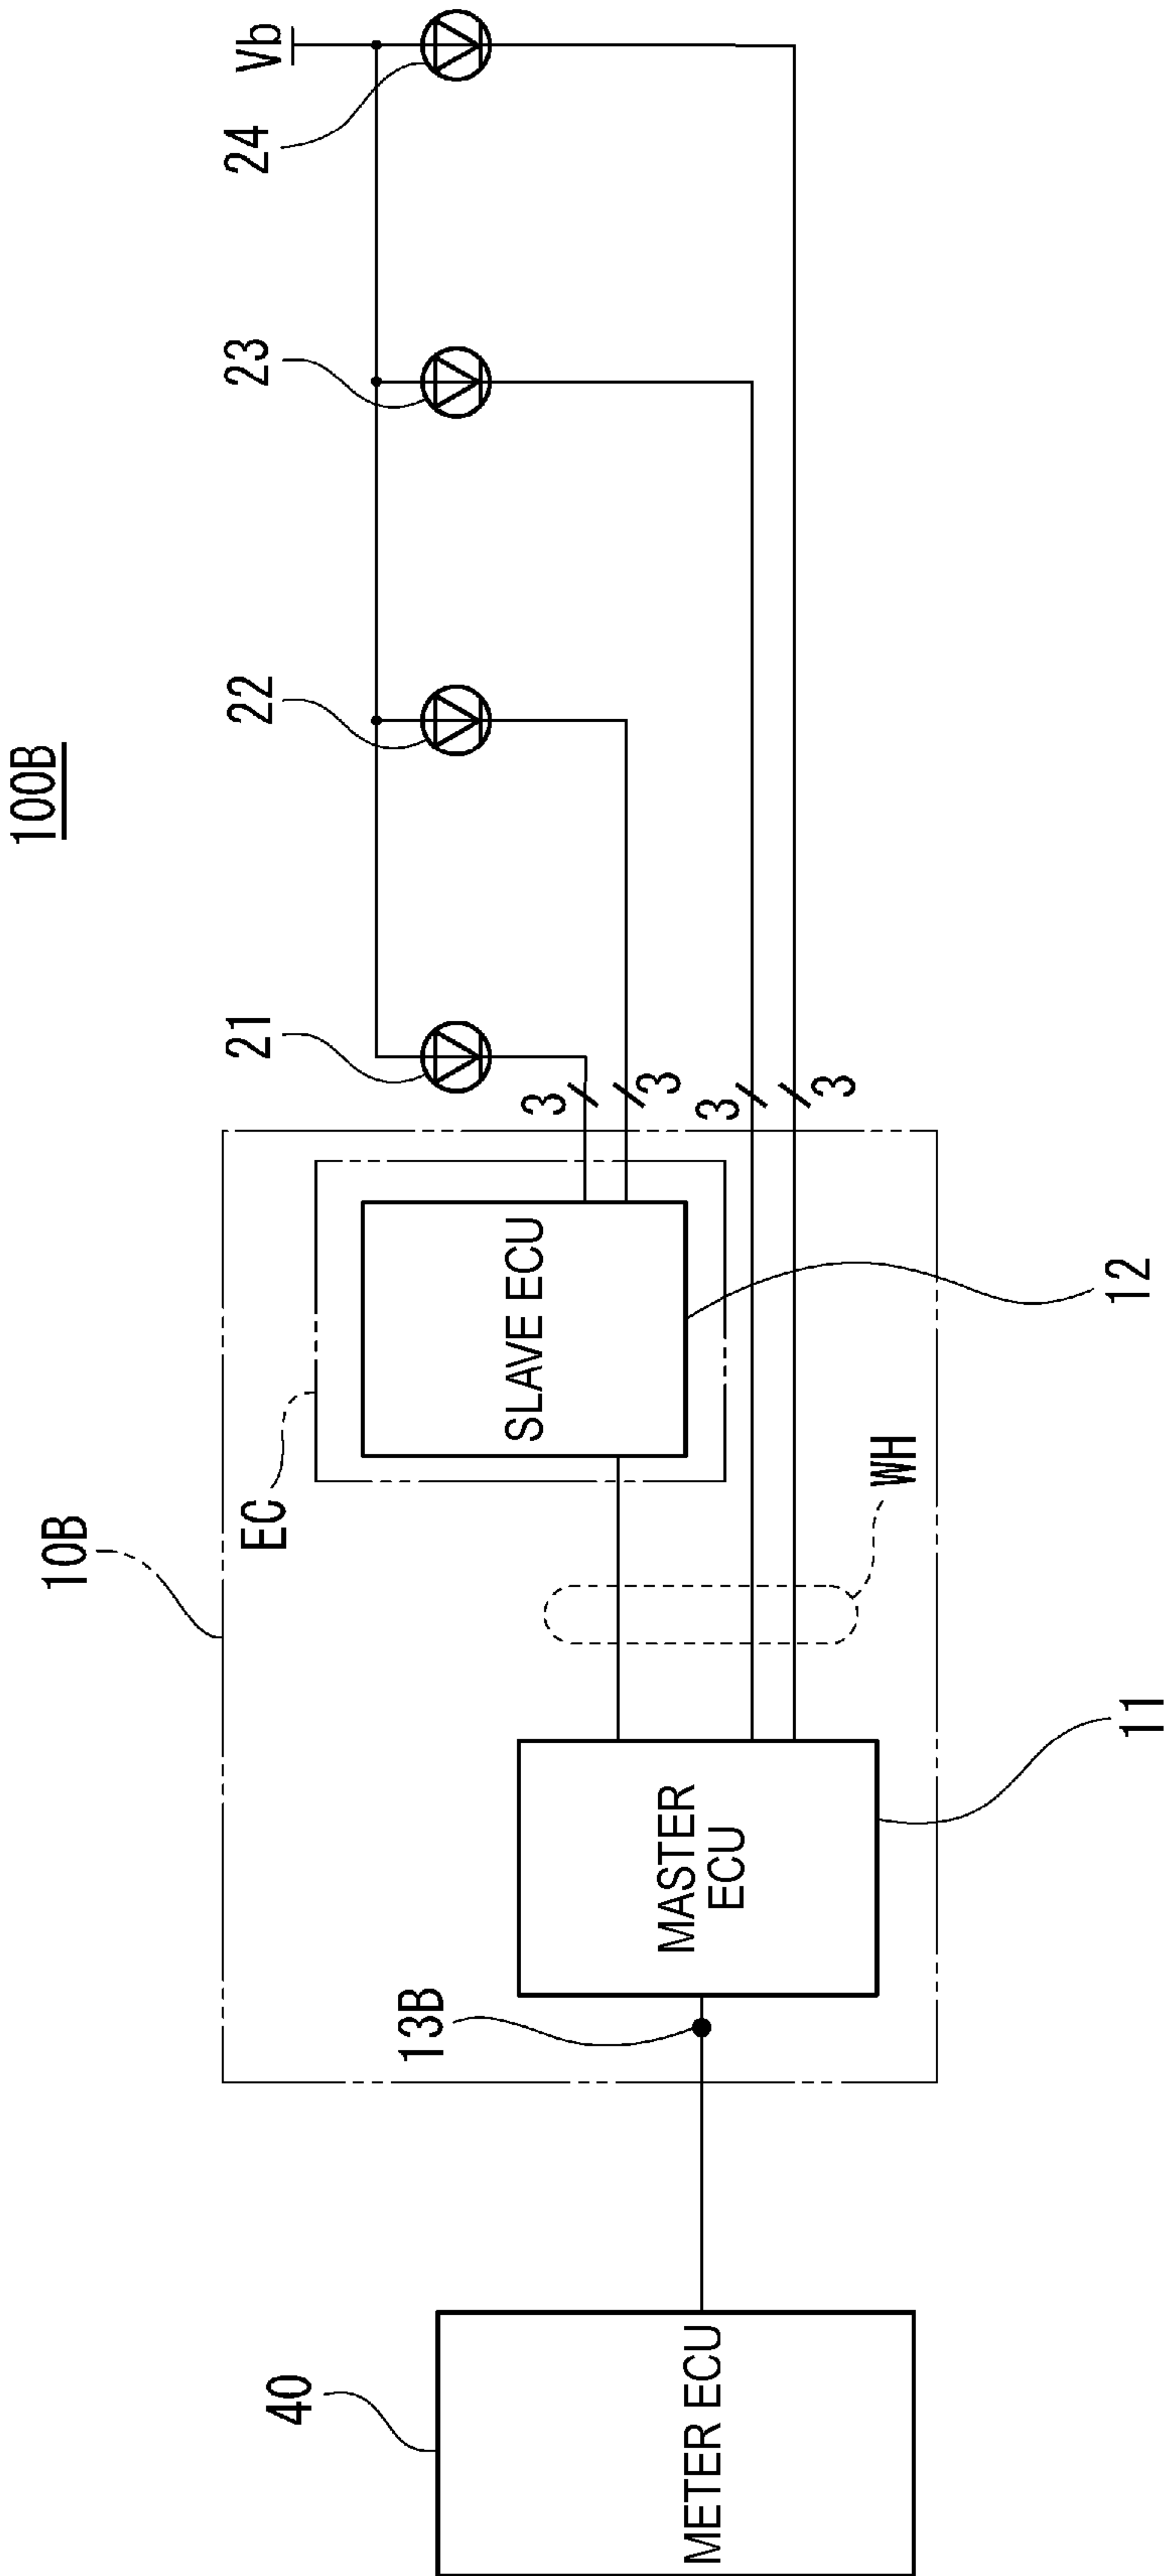 100B
Vb
24
23
22
21
3
3
3
3
10B
EC
SLAVE ECU
12
WH
13B
MASTER
ECU
11
40
METER ECU